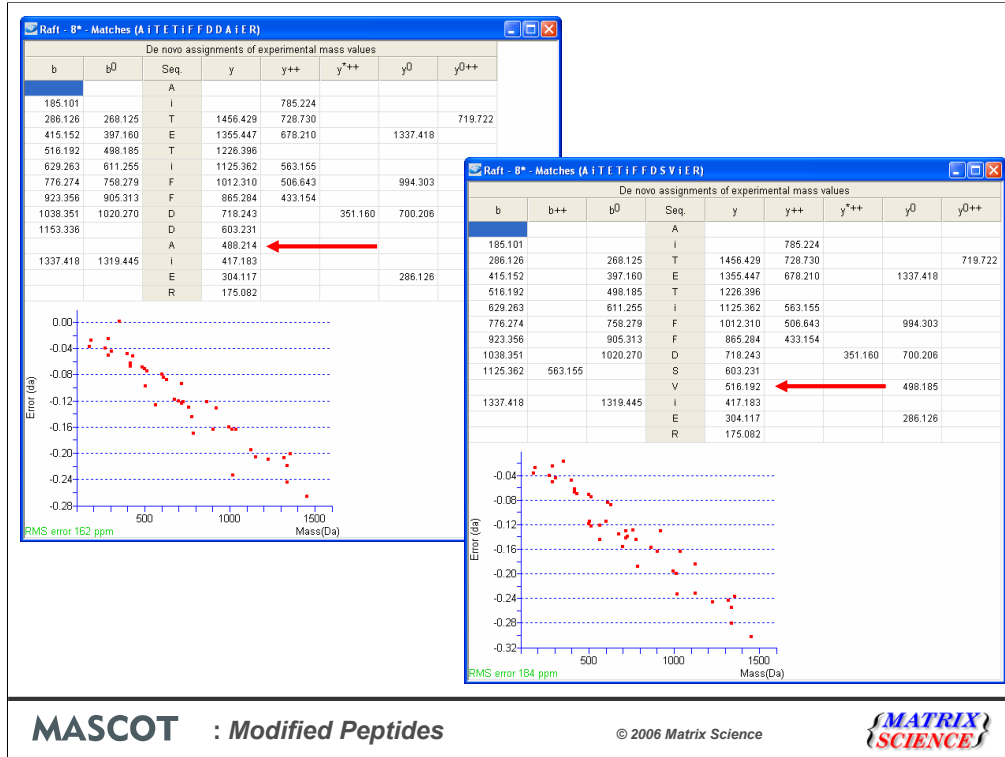 Raft - 8* - Matches (A i T E T i F F D D A i E R)
De novo assignments of experimental mass values
b b0 Seq. y y++ y*++ y0 y0++
A
185.101 i 785.224
286.126 268.125 T 1456.429 728.730 719.722
415.152 397.160 E 1355.447 678.210 1337.418
516.192 498.185 T 1226.396
629.263 611.255 i 1125.362 563.155
776.274 758.279 F 1012.310 506.643 994.303
923.356 905.313 F 865.284 433.154
1038.351 1020.270 D 718.243 351.160 700.206
1153.336 D 603.231
A 488.214
1337.418 1319.445 i 417.183
E 304.117 286.126
R 175.082
0.00
-0.04
-0.08
-0.12
-0.16
-0.20
-0.24
-0.28
Error (da)
500 1000 1500
RMS error 162 ppm Mass(Da)
Raft - 8* - Matches (A i T E T i F F D S V i E R)
De novo assignments of experimental mass values
b b++ b0 Seq. y y++ y*++ y0 y0++
A
185.101 i 785.224
286.126 268.125 T 1456.429 728.730 719.722
415.152 397.160 E 1355.447 678.210 1337.418
516.192 498.185 T 1226.396
629.263 611.255 i 1125.362 563.155
776.274 758.279 F 1012.310 506.643 994.303
923.356 905.313 F 865.284 433.154
1038.351 1020.270 D 718.243 351.160 700.206
1125.362 563.155 S 603.231
V 516.192 498.185
1337.418 1319.445 i 417.183
E 304.117 286.126
R 175.082
-0.04
-0.08
-0.12
-0.16
-0.20
-0.24
-0.28
-0.32
Error (da)
500 1000 1500
RMS error 184 ppm Mass(Da)
MASCOT : Modified Peptides © 2006 Matrix Science
{MATRIX}
{SCIENCE}